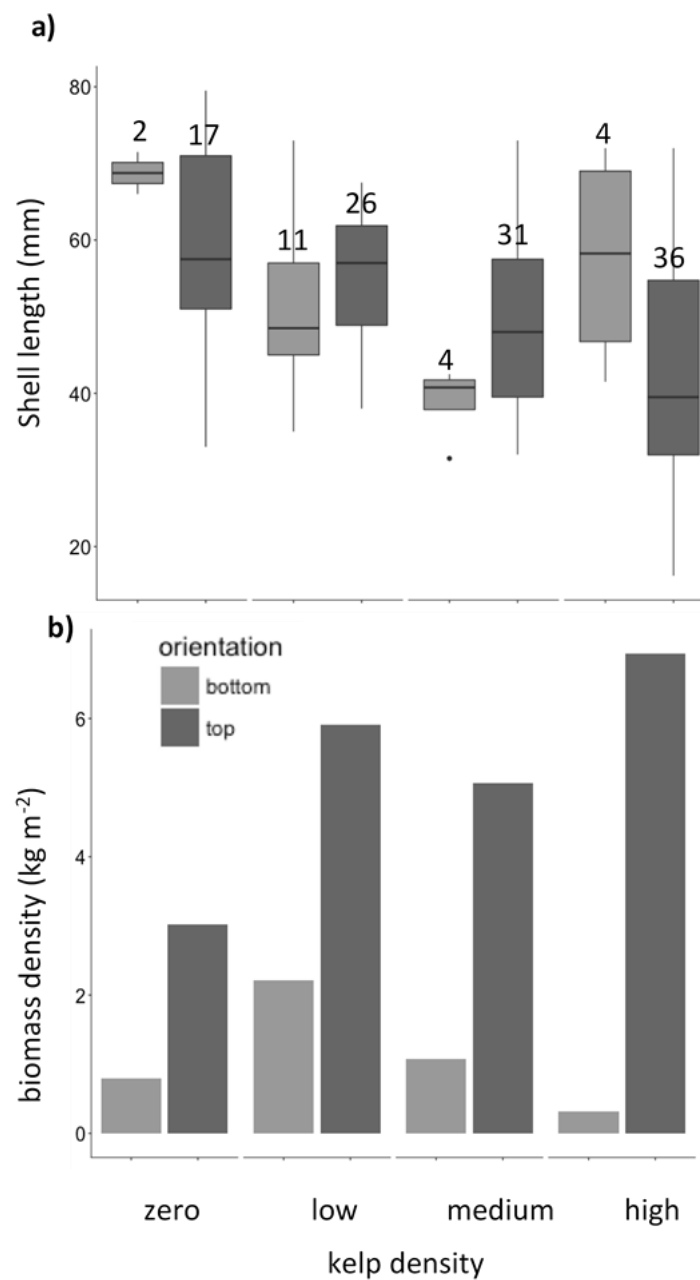 a)
80
60
40
20
Shell length (mm)
2
17
11
26
4
31
4
36
b)
orientation
bottom
top
6
4
2
0
biomass density (kg m-2)
zero low medium high
kelp density